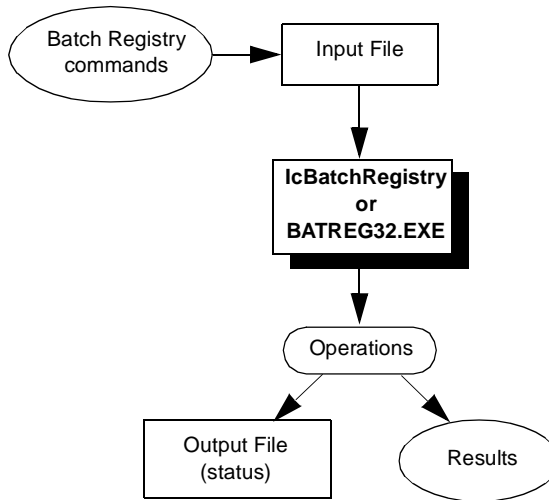 Batch Registry
commands
Input File
IcBatchRegistry
or
BATREG32.EXE
Operations
Output File
(status)
Results